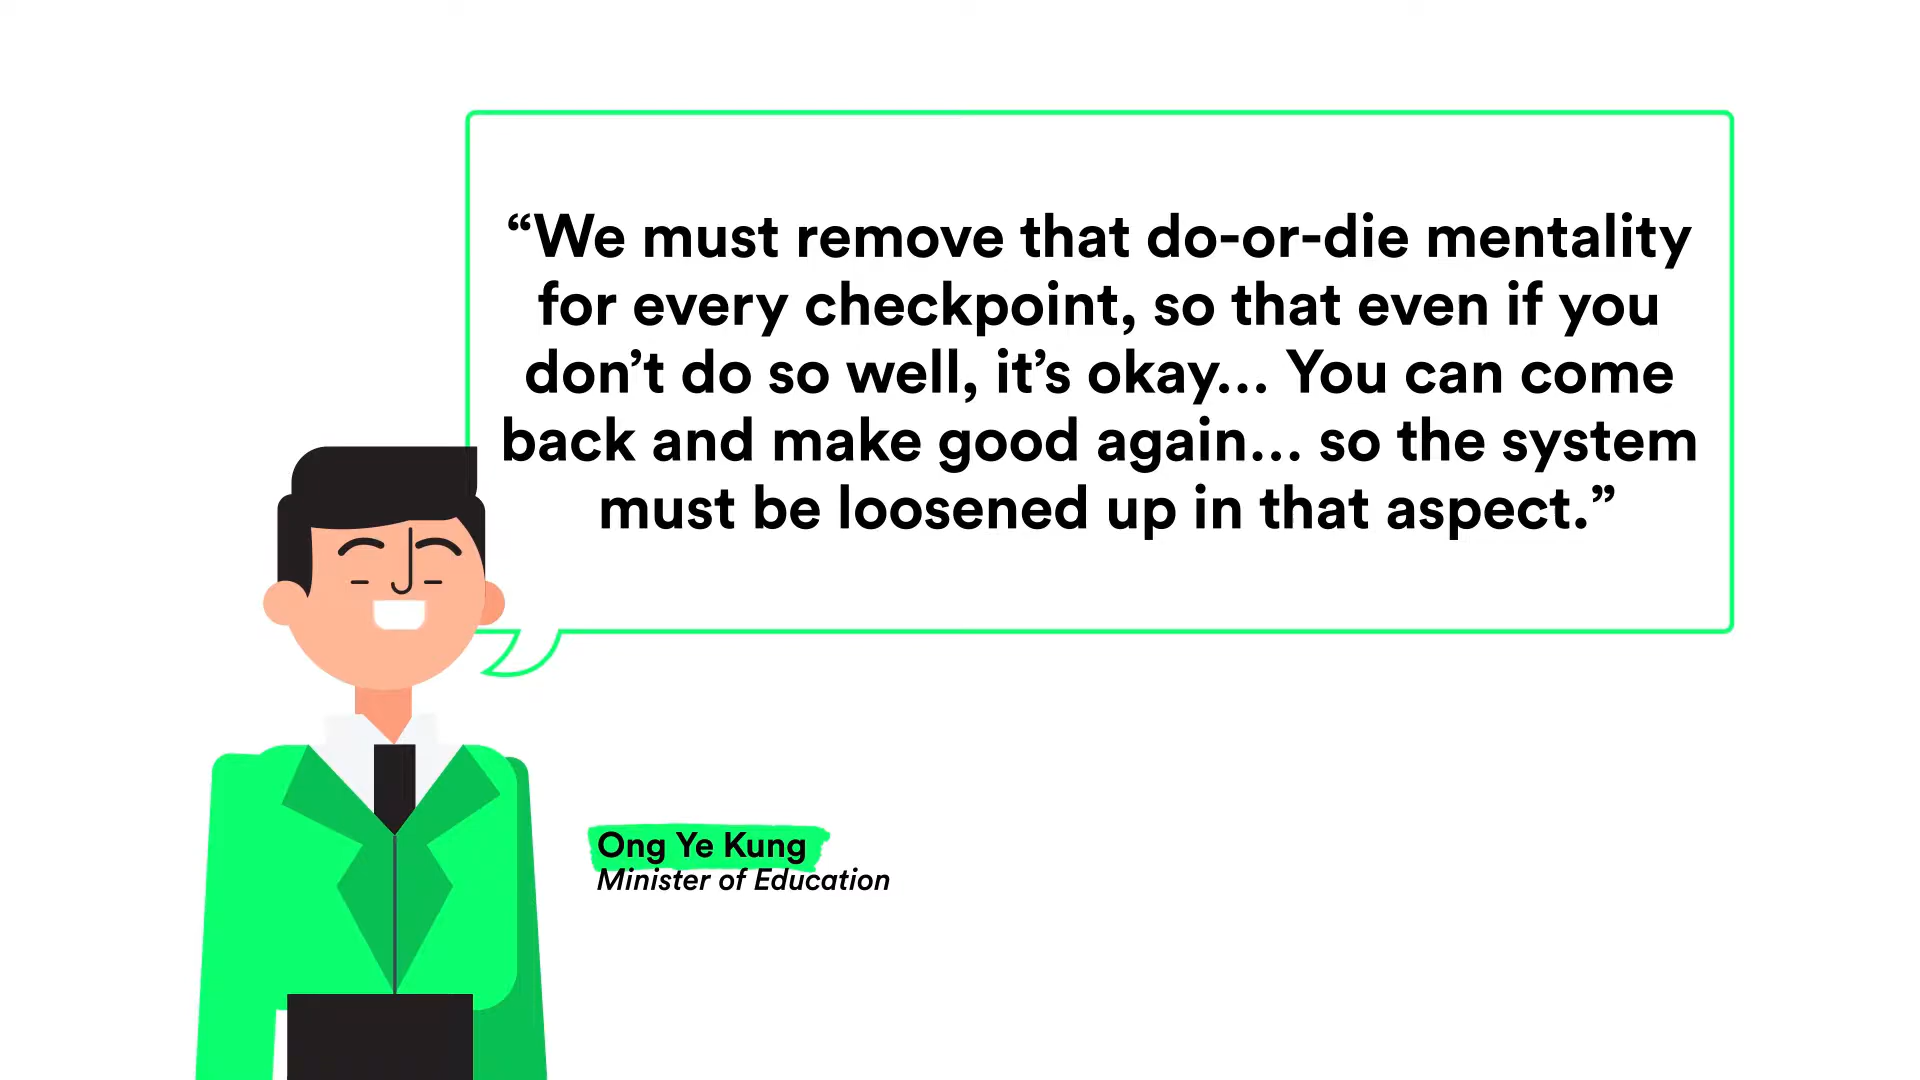 “We must remove that do-or-die mentality
for every checkpoint, so that even if you
don’t do so well, it’s okay... You can come
back and make good again... so the system
must be loosened up in that aspect.”
Ong Ye Kung
Minister of Education